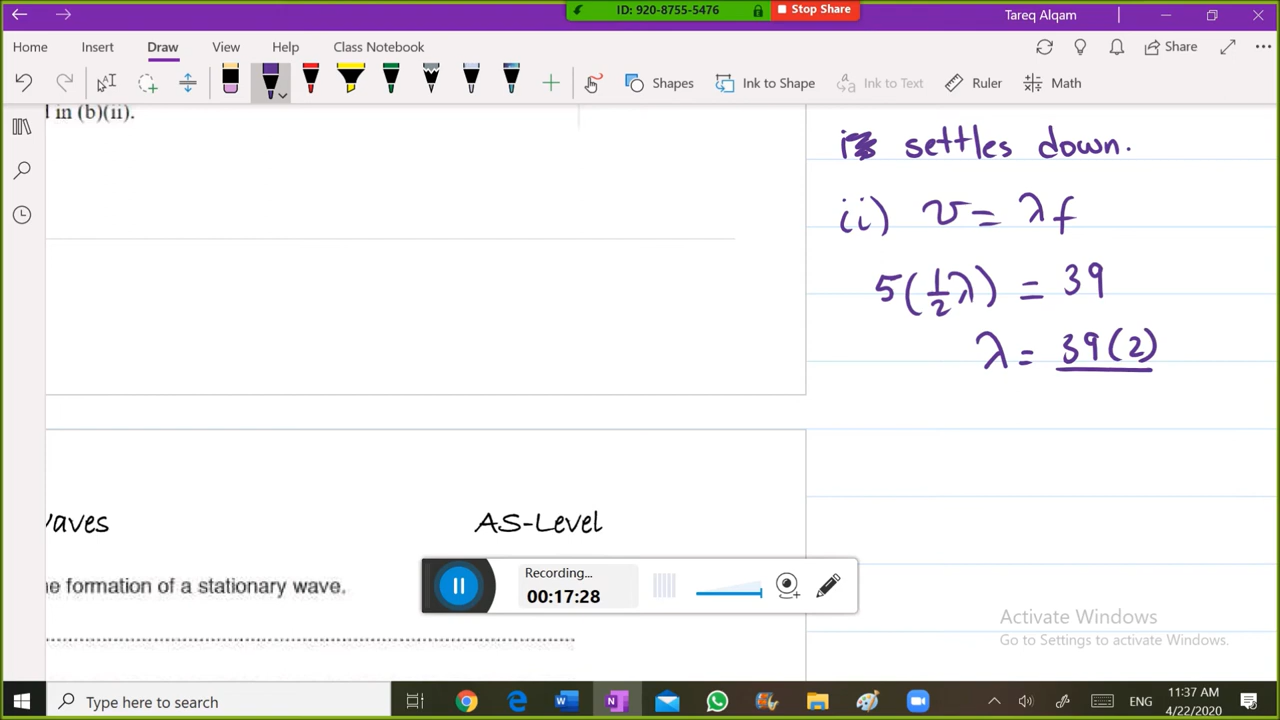 ID: 920-8755-5476 Stop Share
Tareq Alqam
Home Insert Draw View Help Class Notebook
Share
Shapes Ink to Shape Ink to Text Ruler Math
d in (b)(ii).
settles down.
ii) v = λf
5(1/2 λ) = 39
λ = 39(2)
Waves AS-Level
he formation of a stationary wave.
Recording...
00:17:28
Activate Windows
Go to Settings to activate Windows.
Type here to search
ENG
11:37 AM
4/22/2020